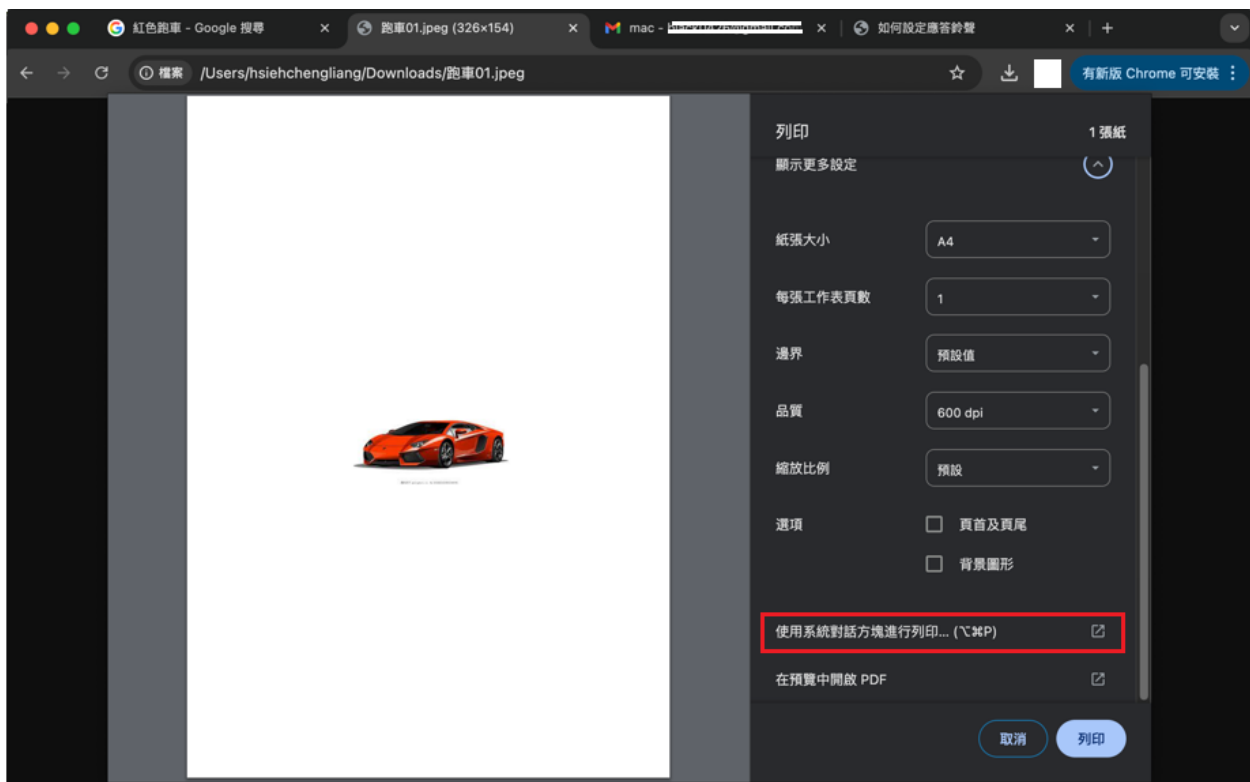 紅色跑車 - Google 搜尋
跑車01.jpeg (326×154)
mac -
如何設定應答鈴聲
檔案 /Users/hsiehchengliang/Downloads/跑車01.jpeg
有新版 Chrome 可安裝
列印
1 張紙
顯示更多設定
紙張大小
A4
每張工作表頁數
1
邊界
預設值
品質
600 dpi
縮放比例
預設
選項
頁首及頁尾
背景圖形
使用系統對話方塊進行列印... (⌥⌘P)
在預覽中開啟 PDF
取消
列印